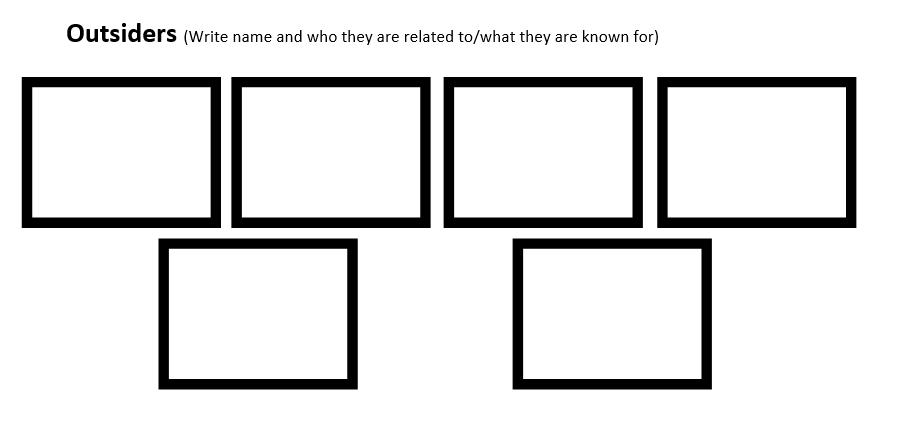 Outsiders (Write name and who they are related to/what they are known for)